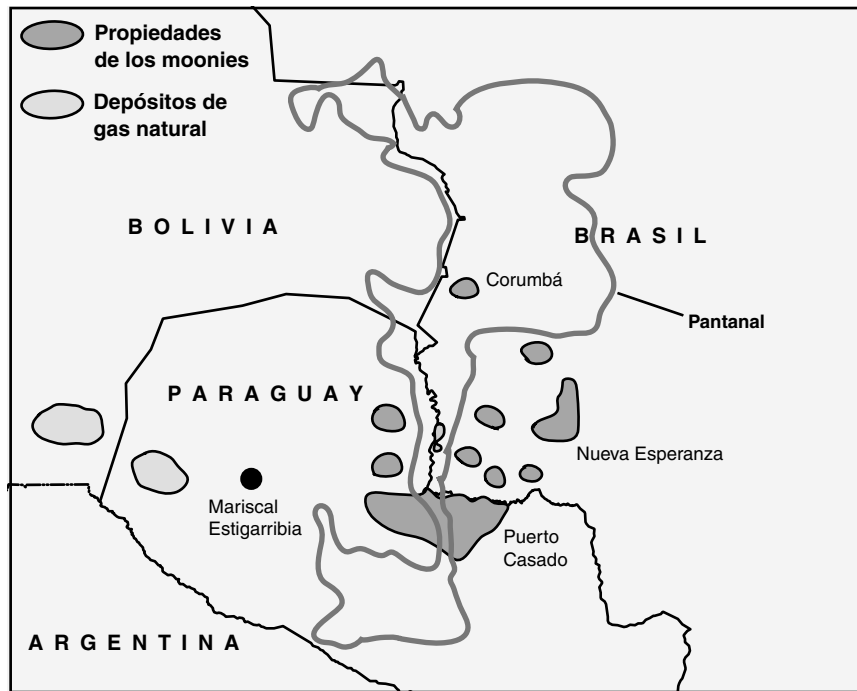 Propiedades
de los moonies
Depósitos de
gas natural
BOLIVIA
BRASIL
Corumbá
Pantanal
PARAGUAY
Nueva Esperanza
Mariscal
Estigarribia
Puerto
Casado
ARGENTINA